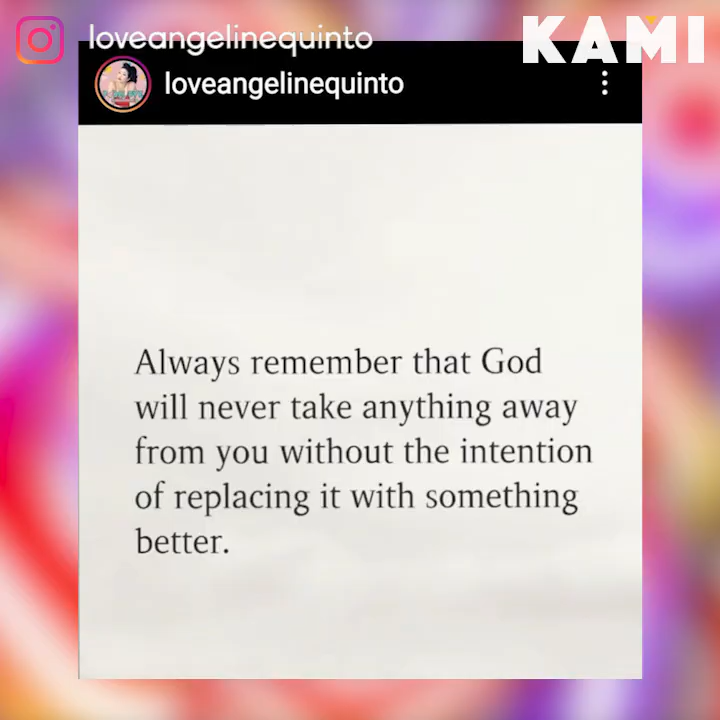 loveangelinequinto
KAMI
loveangelinequinto
Always remember that God
will never take anything away
from you without the intention
of replacing it with something
better.